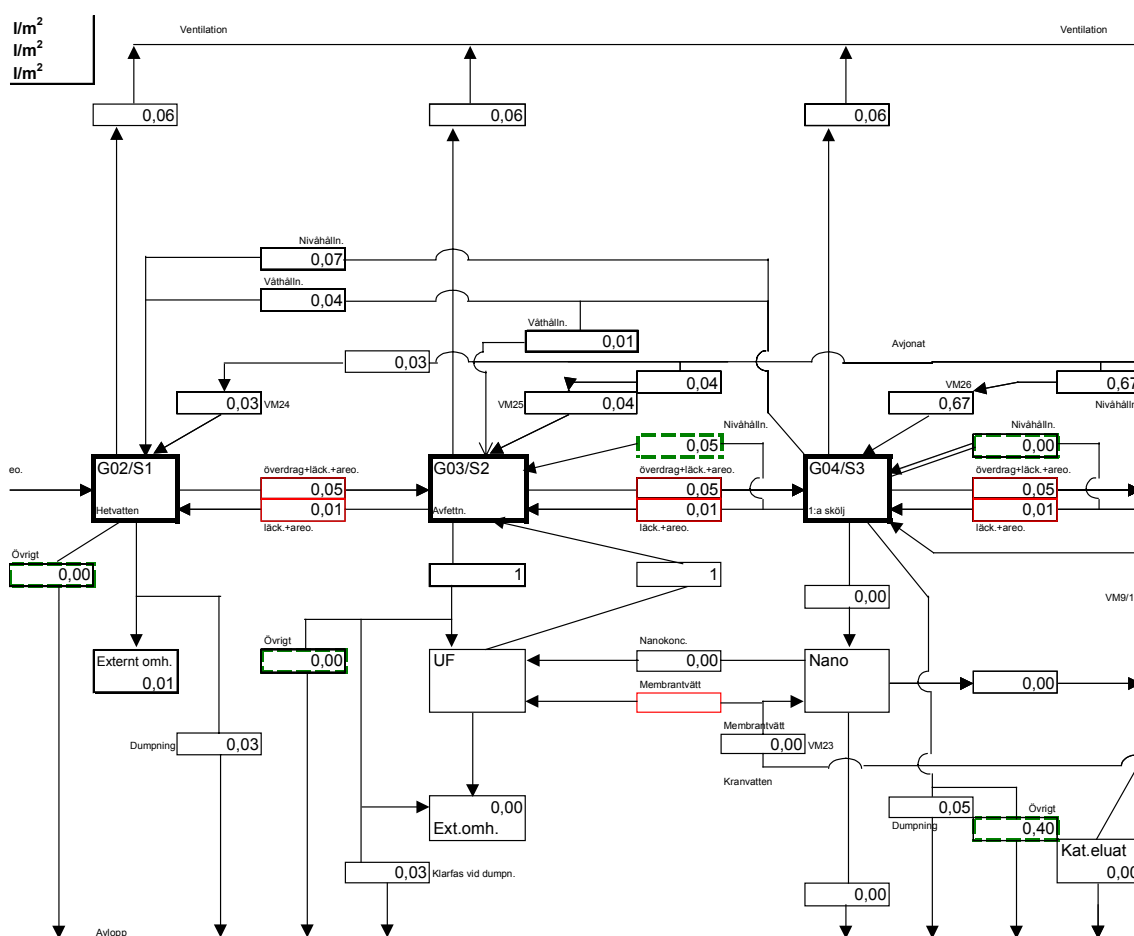 l/m²
l/m²
l/m²
Ventilation
Ventilation
0,06
0,06
0,06
Nivåhålln.
0,07
Våthålln.
0,04
Våthålln.
0,01
Avjonat
0,03
0,04
0,67
VM26
0,03
VM24
VM25
0,04
0,67
Nivåhålln
Nivåhålln.
0,05
Nivåhålln.
0,00
eo.
G02/S1
Hetvatten
överdrag+läck.+areo.
0,05
0,01
läck.+areo.
G03/S2
Avfettn.
överdrag+läck.+areo.
0,05
0,01
läck.+areo.
G04/S3
1:a skölj
överdrag+läck.+areo.
0,05
0,01
läck.+areo.
Övrigt
0,00
1
1
0,00
VM9/1
Externt omh.
0,01
Övrigt
0,00
UF
Nanokonc.
0,00
Nano
0,00
Membrantvätt
Dumpning
0,03
Membrantvätt
0,00
VM23
Kranvatten
0,00
Ext.omh.
0,05
Dumpning
Övrigt
0,40
Kat.eluat
0,00
0,03
Klarfas vid dumpn.
0,00
Avlopp